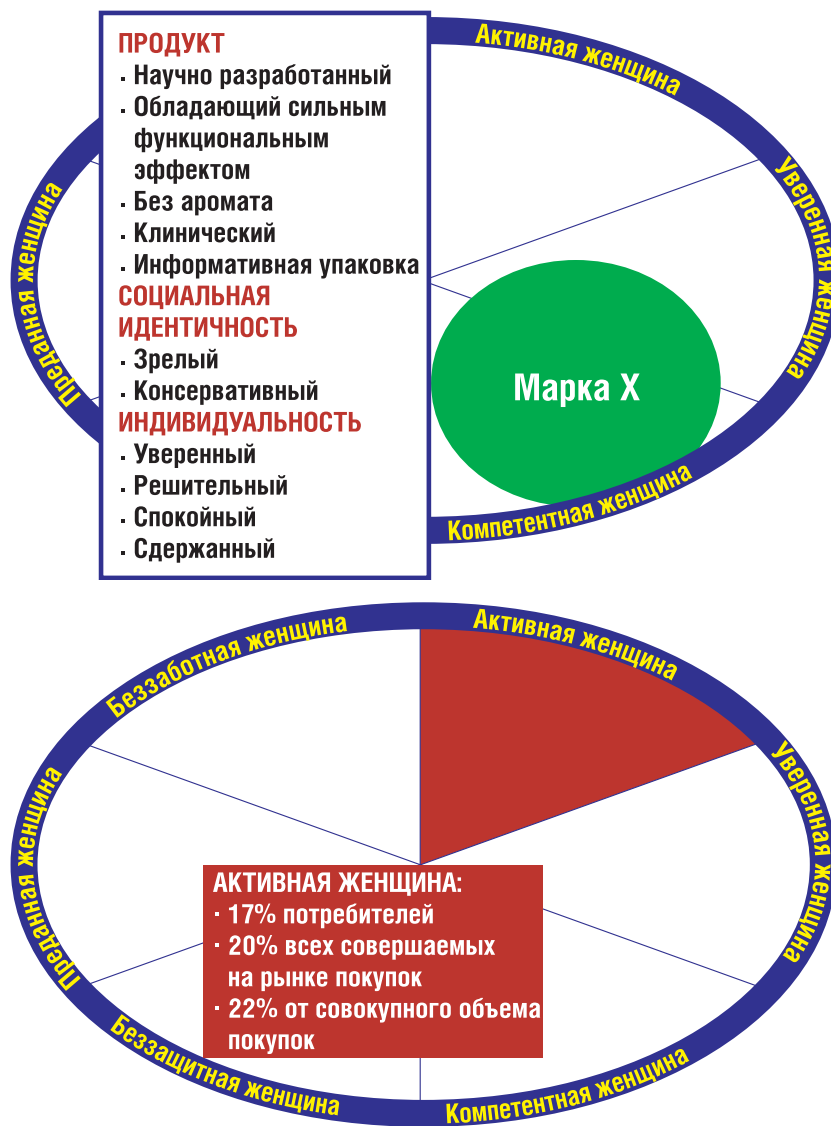 ПРОДУКТ
· Научно разработанный
· Обладающий сильным
функциональным
эффектом
· Без аромата
· Клинический
· Информативная упаковка
СОЦИАЛЬНАЯ
ИДЕНТИЧНОСТЬ
· Зрелый
· Консервативный
ИНДИВИДУАЛЬНОСТЬ
· Уверенный
· Решительный
· Спокойный
· Сдержанный
Активная женщина
Уверенная женщина
Компетентная женщина
Преданная женщина
Марка X
Беззаботная женщина
Активная женщина
Уверенная женщина
Компетентная женщина
Беззащитная женщина
Преданная женщина
АКТИВНАЯ ЖЕНЩИНА:
· 17% потребителей
· 20% всех совершаемых
на рынке покупок
· 22% от совокупного объема
покупок